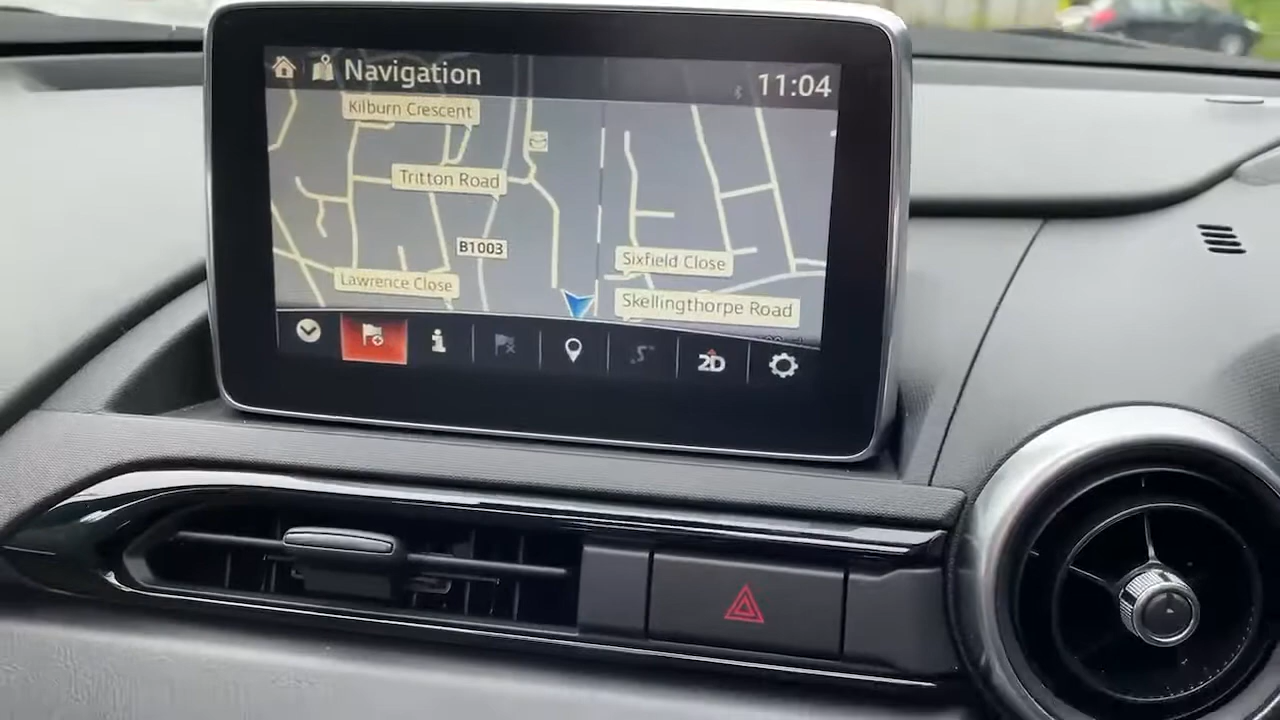 Navigation
11:04
Kilburn Crescent
Tritton Road
B1003
Sixfield Close
Lawrence Close
Skellingthorpe Road
2D